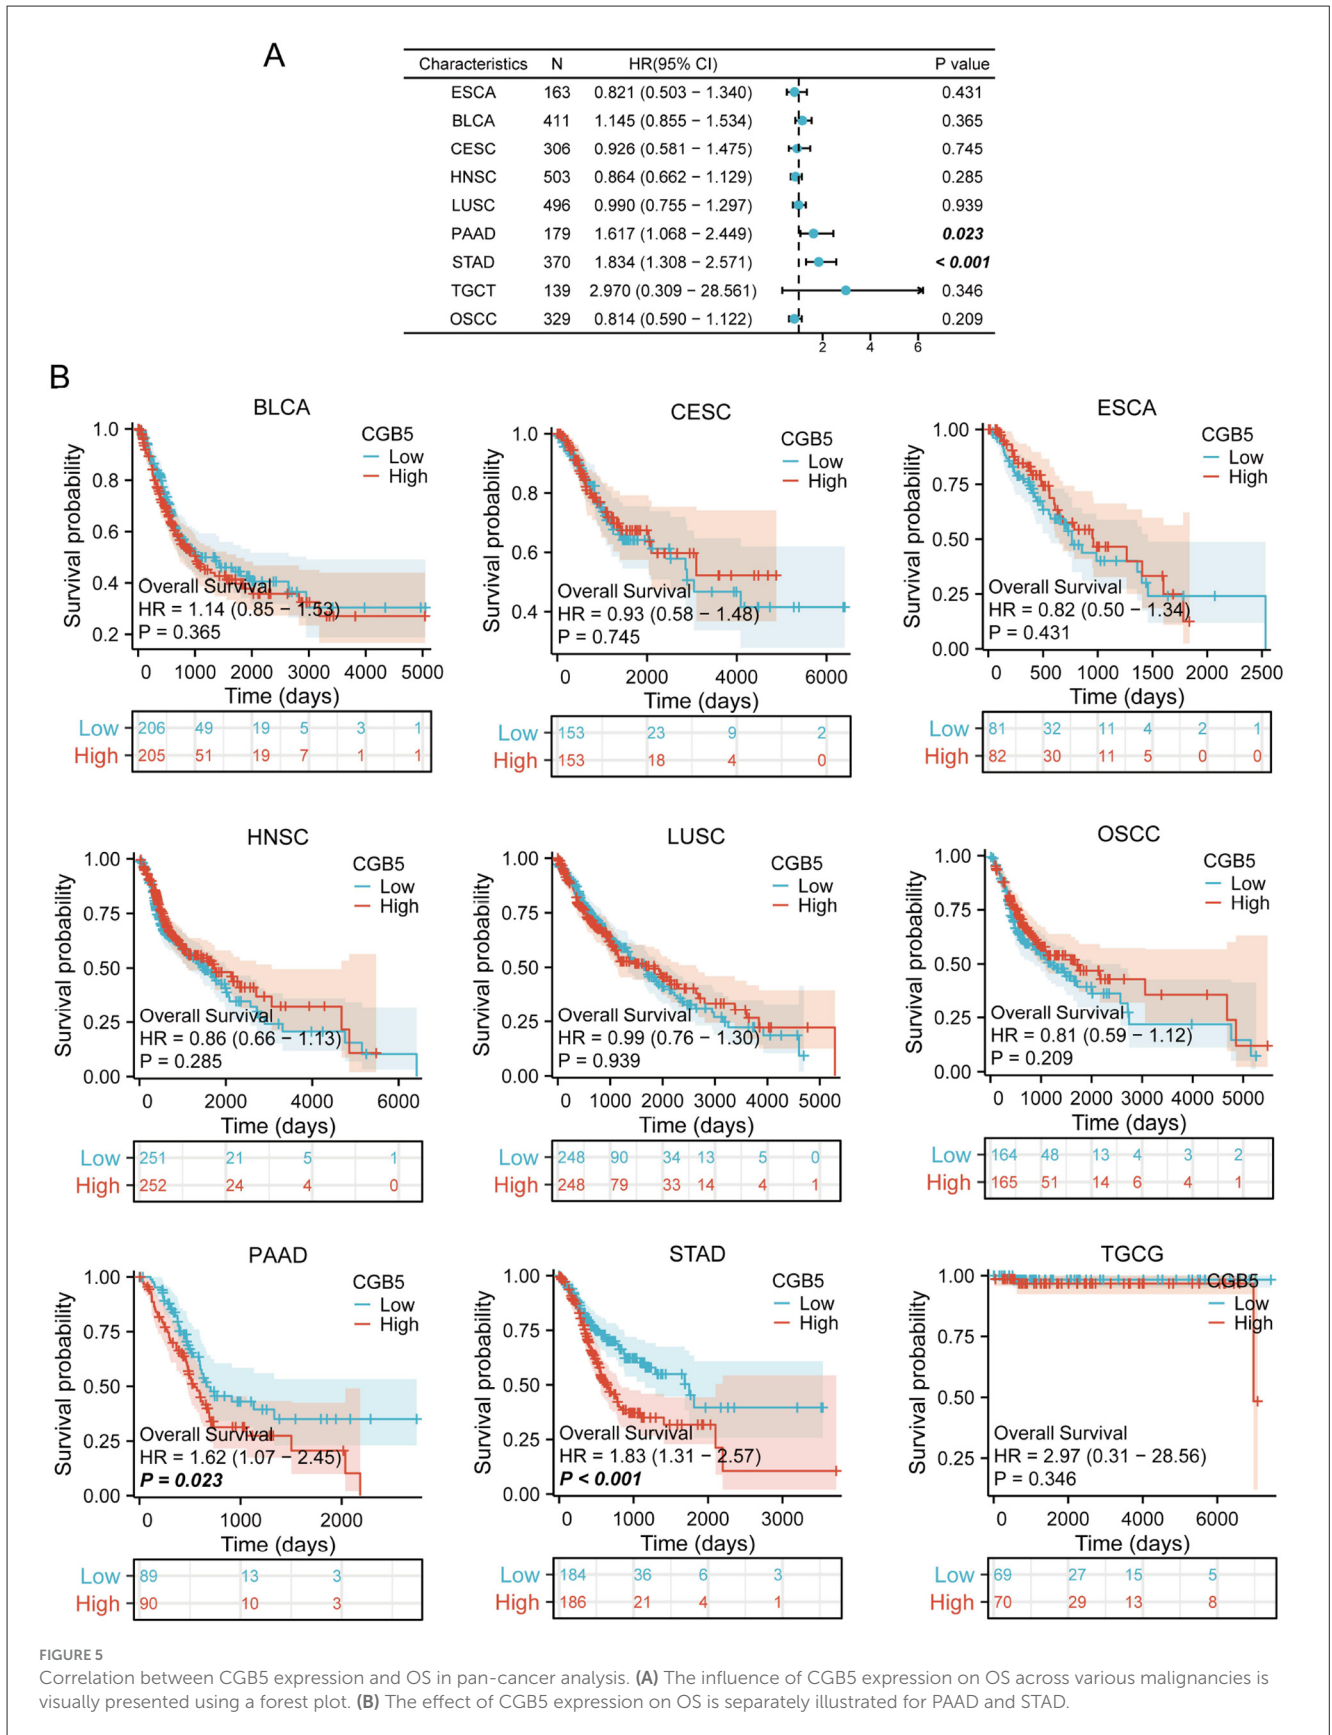 A
Characteristics N HR(95% CI) P value
ESCA 163 0.821 (0.503 − 1.340) 0.431
BLCA 411 1.145 (0.855 − 1.534) 0.365
CESC 306 0.926 (0.581 − 1.475) 0.745
HNSC 503 0.864 (0.662 − 1.129) 0.285
LUSC 496 0.990 (0.755 − 1.297) 0.939
PAAD 179 1.617 (1.068 − 2.449) 0.023
STAD 370 1.834 (1.308 − 2.571) < 0.001
TGCT 139 2.970 (0.309 − 28.561) 0.346
OSCC 329 0.814 (0.590 − 1.122) 0.209
2 4 6
B
BLCA
Survival probability
1.0
0.8
0.6
0.4
0.2
CGB5
Low
High
Overall Survival
HR = 1.14 (0.85 − 1.53)
P = 0.365
0 1000 2000 3000 4000 5000
Time (days)
Low 206 49 19 5 3 1
High 205 51 19 7 1 1
CESC
Survival probability
1.0
0.8
0.6
0.4
CGB5
Low
High
Overall Survival
HR = 0.93 (0.58 − 1.48)
P = 0.745
0 2000 4000 6000
Time (days)
Low 153 23 9 2
High 153 18 4 0
ESCA
Survival probability
1.00
0.75
0.50
0.25
0.00
CGB5
Low
High
Overall Survival
HR = 0.82 (0.50 − 1.34)
P = 0.431
0 500 1000 1500 2000 2500
Time (days)
Low 81 32 11 4 2 1
High 82 30 11 5 0 0
HNSC
Survival probability
1.00
0.75
0.50
0.25
0.00
CGB5
Low
High
Overall Survival
HR = 0.86 (0.66 − 1.13)
P = 0.285
0 2000 4000 6000
Time (days)
Low 251 21 5 1
High 252 24 4 0
LUSC
Survival probability
1.00
0.75
0.50
0.25
0.00
CGB5
Low
High
Overall Survival
HR = 0.99 (0.76 − 1.30)
P = 0.939
0 1000 2000 3000 4000 5000
Time (days)
Low 248 90 34 13 5 0
High 248 79 33 14 4 1
OSCC
Survival probability
1.00
0.75
0.50
0.25
0.00
CGB5
Low
High
Overall Survival
HR = 0.81 (0.59 − 1.12)
P = 0.209
0 1000 2000 3000 4000 5000
Time (days)
Low 164 48 13 4 3 2
High 165 51 14 6 4 1
PAAD
Survival probability
1.00
0.75
0.50
0.25
0.00
CGB5
Low
High
Overall Survival
HR = 1.62 (1.07 − 2.45)
P = 0.023
0 1000 2000
Time (days)
Low 89 13 3
High 90 10 3
STAD
Survival probability
1.00
0.75
0.50
0.25
0.00
CGB5
Low
High
Overall Survival
HR = 1.83 (1.31 − 2.57)
P < 0.001
0 1000 2000 3000
Time (days)
Low 184 36 6 3
High 186 21 4 1
TGCG
Survival probability
1.00
0.75
0.50
0.25
CGB5
Low
High
Overall Survival
HR = 2.97 (0.31 − 28.56)
P = 0.346
0 2000 4000 6000
Time (days)
Low 69 27 15 5
High 70 29 13 8
FIGURE 5
Correlation between CGB5 expression and OS in pan-cancer analysis. (A) The influence of CGB5 expression on OS across various malignancies is
visually presented using a forest plot. (B) The effect of CGB5 expression on OS is separately illustrated for PAAD and STAD.